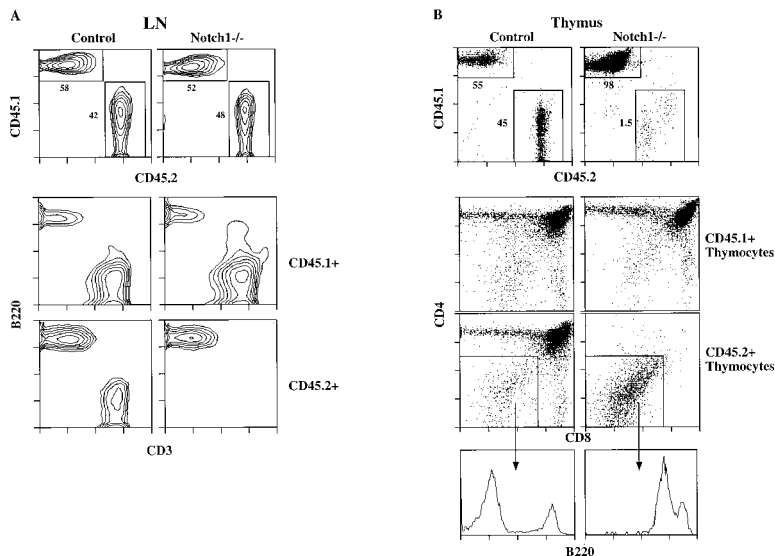 A
LN
Control
Notch1-/-
CD45.1
58
42
52
48
CD45.2
B220
CD45.1+
CD45.2+
CD3
B
Thymus
Control
Notch1-/-
CD45.1
55
45
98
1.5
CD45.2
CD4
CD45.1+
Thymocytes
CD45.2+
Thymocytes
CD8
B220